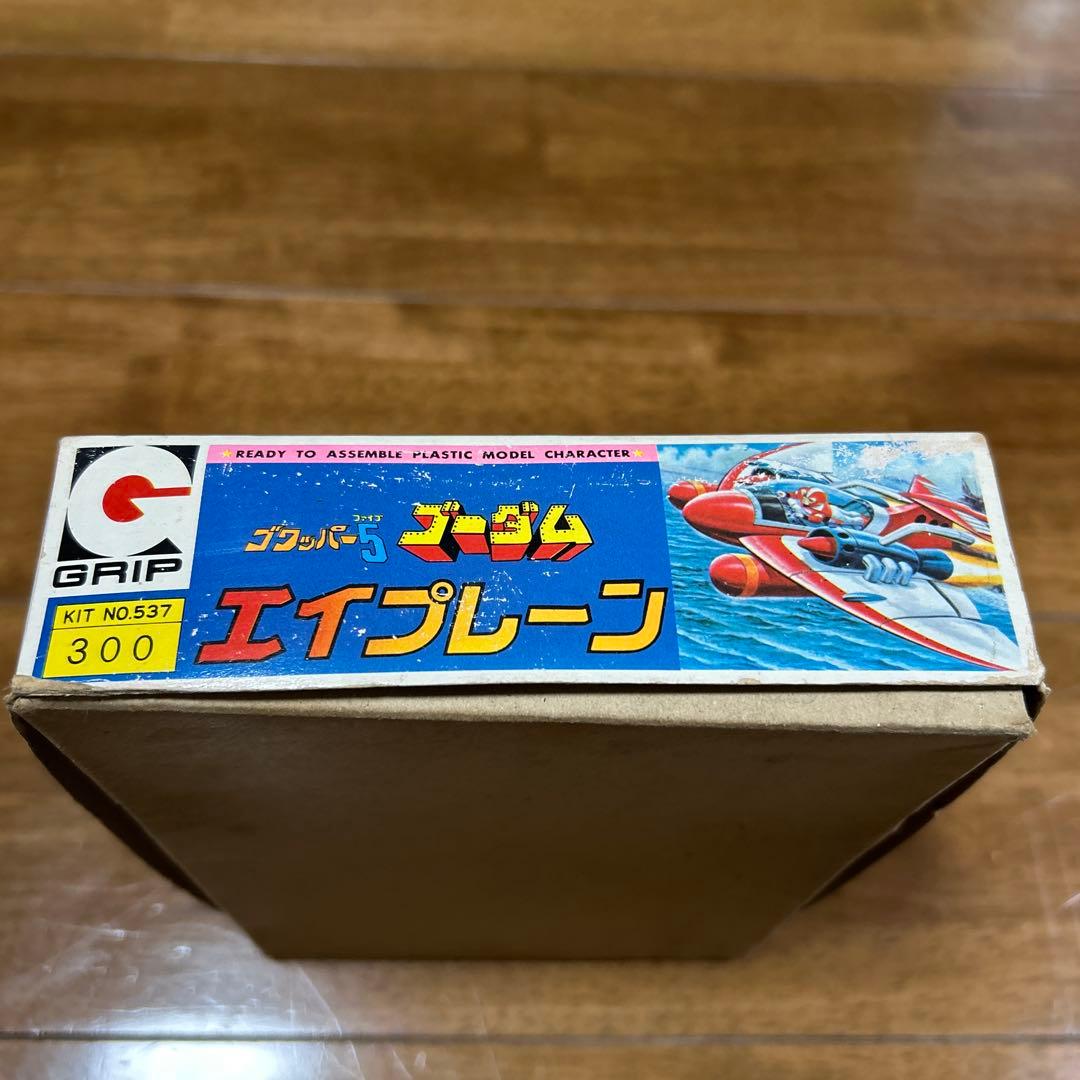 ★READY TO ASSEMBLE PLASTIC MODEL CHARACTER★
GRIP
KIT NO.537
300
ゴワッパー5 ゴーダム
ファイブ
エイプレーン